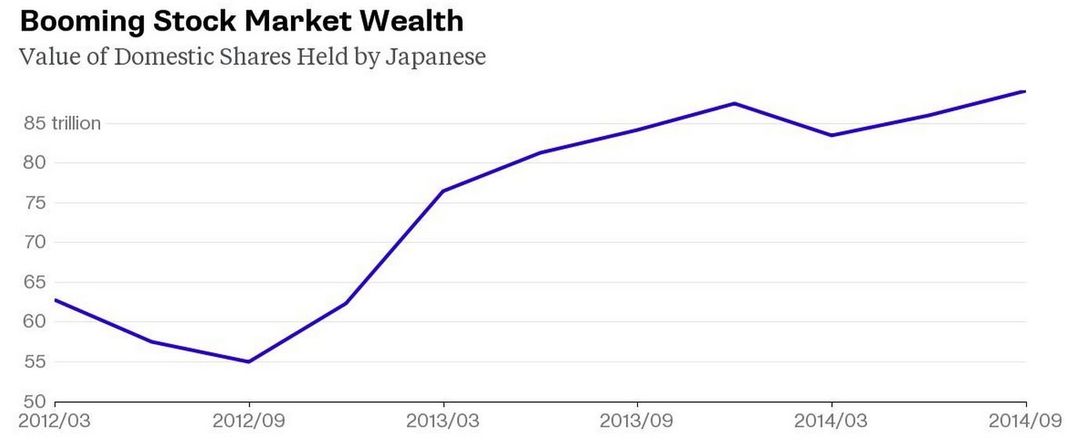 Booming Stock Market Wealth
Value of Domestic Shares Held by Japanese
85 trillion
80
75
70
65
60
55
50
2012/03 2012/09 2013/03 2013/09 2014/03 2014/09